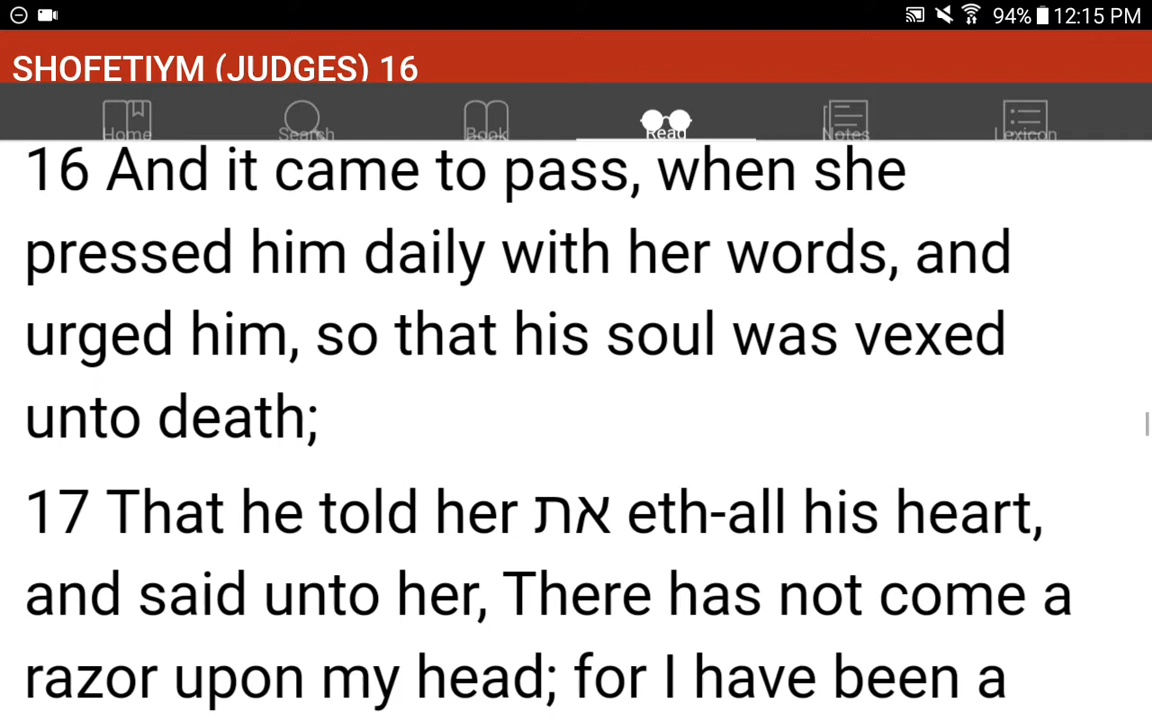 94% 12:15 PM
SHOFETIYM (JUDGES) 16
Home Search Book Read Notes Lexicon
16 And it came to pass, when she
pressed him daily with her words, and
urged him, so that his soul was vexed
unto death;
17 That he told her את eth-all his heart,
and said unto her, There has not come a
razor upon my head; for I have been a